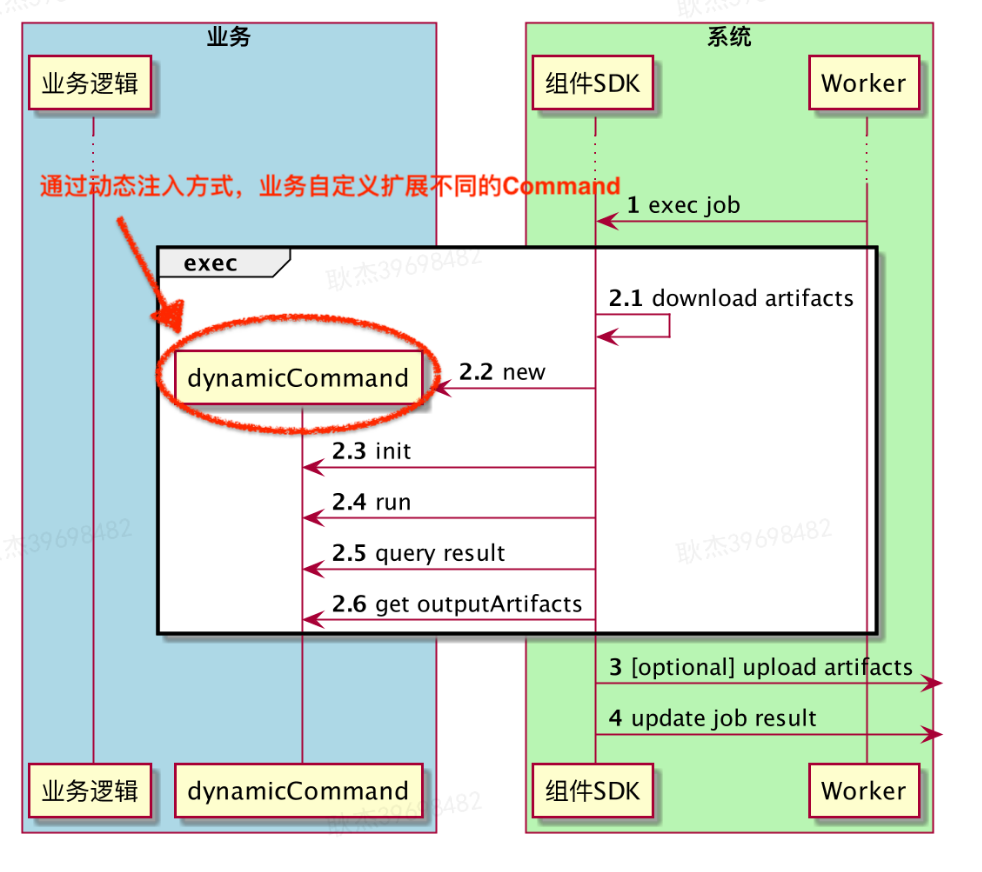 业务
系统
业务逻辑
组件SDK
Worker
通过动态注入方式，业务自定义扩展不同的Command
1 exec job
exec
耿杰39698482
2.1 download artifacts
dynamicCommand
2.2 new
2.3 init
2.4 run
耿杰39698482
耿杰39698482
2.5 query result
2.6 get outputArtifacts
3 [optional] upload artifacts
4 update job result
业务逻辑
dynamicCommand
组件SDK
Worker
耿杰39698482